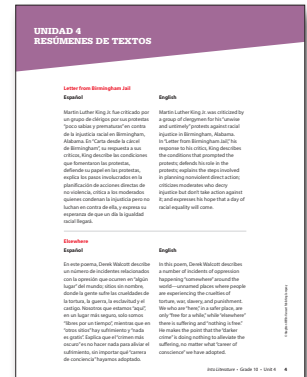 UNIDAD 4
RESÚMENES DE TEXTOS
Letter from Birmingham Jail
Español
Martin Luther King Jr. fue criticado por
un grupo de clérigos por sus protestas
"poco sabias y prematuras" en contra
de la injusticia racial en Birmingham,
Alabama. En "Carta desde la cárcel
de Birmingham", su respuesta a sus
críticos, King describe las condiciones
que fomentaron las protestas,
defiende su papel en las protestas,
explica los pasos involucrados en la
planificación de acciones directas de
no violencia, critica a los moderados
quienes condenan la injusticia pero no
luchan en contra de ella, y expresa su
esperanza de que un día la igualdad
racial llegará.
English
Martin Luther King Jr. was criticized by
a group of clergymen for his "unwise
and untimely" protests against racial
injustice in Birmingham, Alabama.
In "Letter from Birmingham Jail," his
response to his critics, King describes
the conditions that prompted the
protests; defends his role in the
protests; explains the steps involved
in planning nonviolent direct action;
criticizes moderates who decry
injustice but don't take action against
it; and expresses his hope that a day of
racial equality will come.
Elsewhere
Español
En este poema, Derek Walcott describe
un número de incidentes relacionados
con la opresión que ocurren en "algún
lugar" del mundo; sitios sin nombre,
donde la gente sufre las crueldades de
la tortura, la guerra, la esclavitud y el
castigo. Nosotros que estamos "aquí",
en un lugar más seguro, solo somos
"libres por un tiempo", mientras que en
"otros sitios" hay sufrimiento y "nada
es gratis". Explica que el "crimen más
oscuro" es no hacer nada para aliviar el
sufrimiento, sin importar qué "carrera
de conciencia" hayamos adoptado.
English
In this poem, Derek Walcott describes
a number of incidents of oppression
happening "somewhere" around the
world—unnamed places where people
are experiencing the cruelties of
torture, war, slavery, and punishment.
We who are "here," in a safer place, are
only "free for a while," while "elsewhere"
there is suffering and "nothing is free."
He makes the point that the "darker
crime" is doing nothing to alleviate the
suffering, no matter what "career of
conscience" we have adopted.
Into Literature • Grade 10 • Unit 4 4